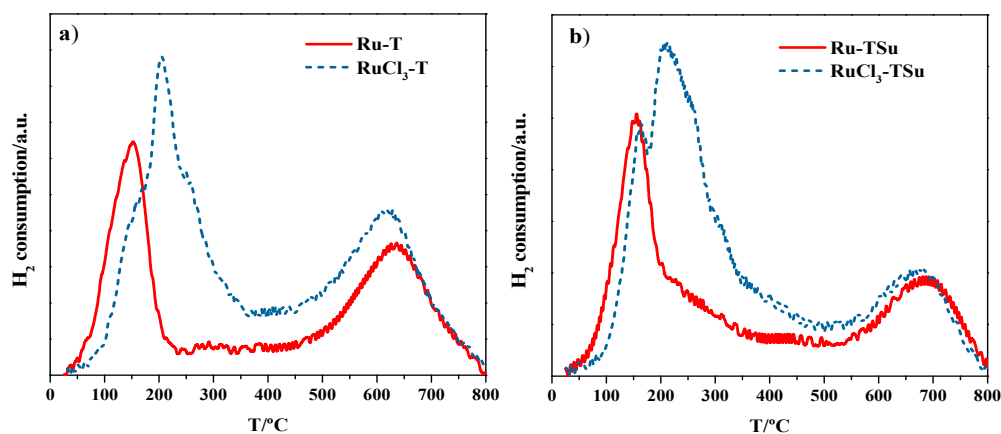 a)
Ru-T
RuCl₃-T
H₂ consumption/a.u.
0 100 200 300 400 500 600 700 800
T/ºC
b)
Ru-TSu
RuCl₃-TSu
H₂ consumption/a.u.
0 100 200 300 400 500 600 700 800
T/ºC